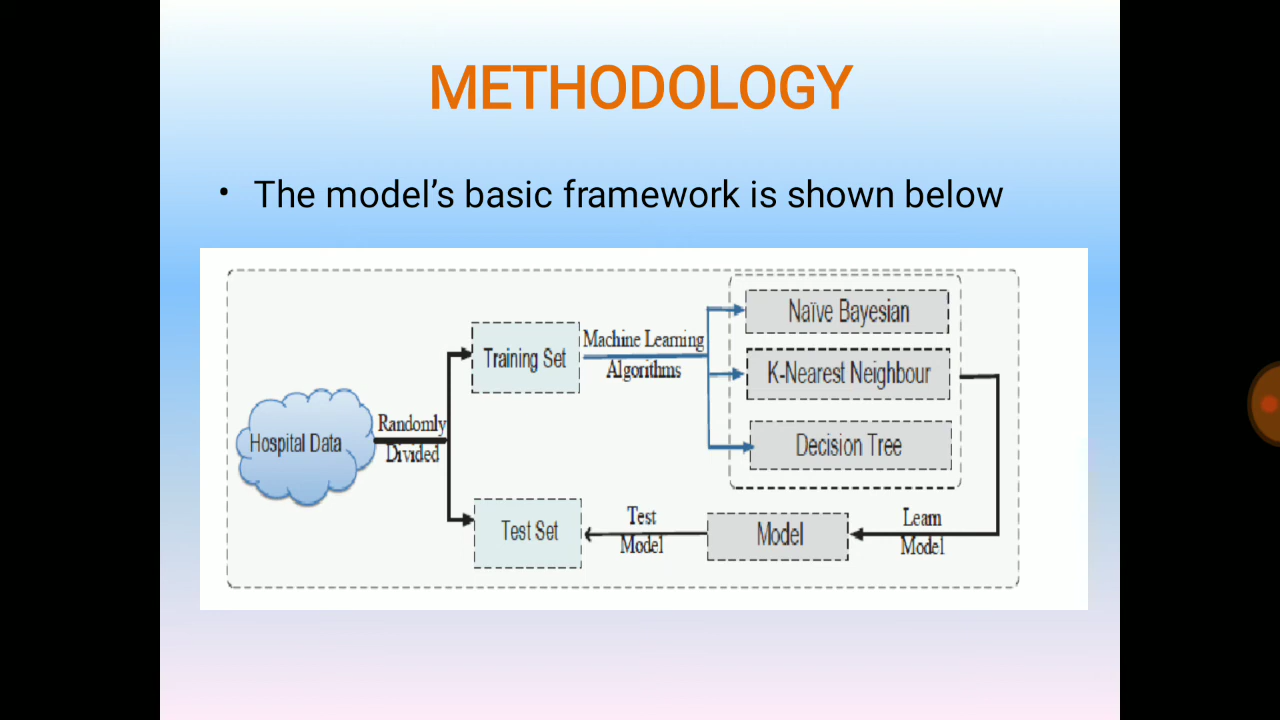 METHODOLOGY
• The model’s basic framework is shown below
Hospital Data
Randomly
Divided
Training Set
Machine Learning
Algorithms
Naïve Bayesian
K-Nearest Neighbour
Decision Tree
Test Set
Test
Model
Model
Learn
Model